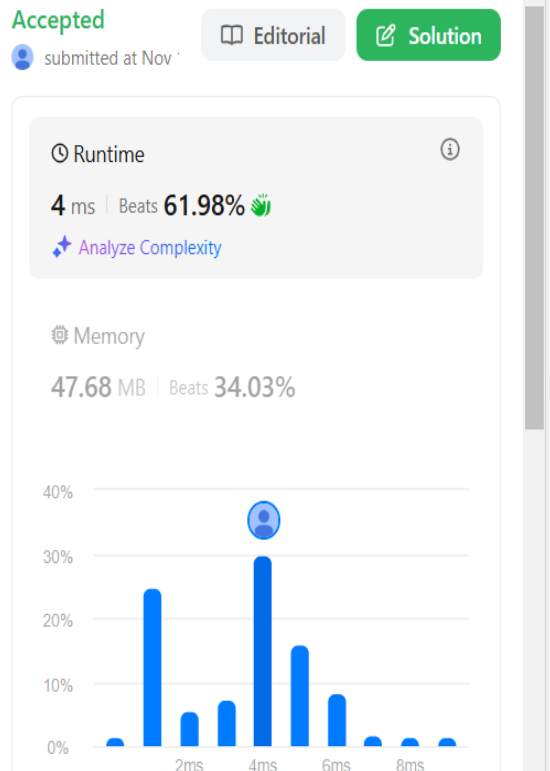 Accepted
Editorial
Solution
submitted at Nov
Runtime
4 ms Beats 61.98%
Analyze Complexity
Memory
47.68 MB Beats 34.03%
40%
30%
20%
10%
0%
2ms 4ms 6ms 8ms